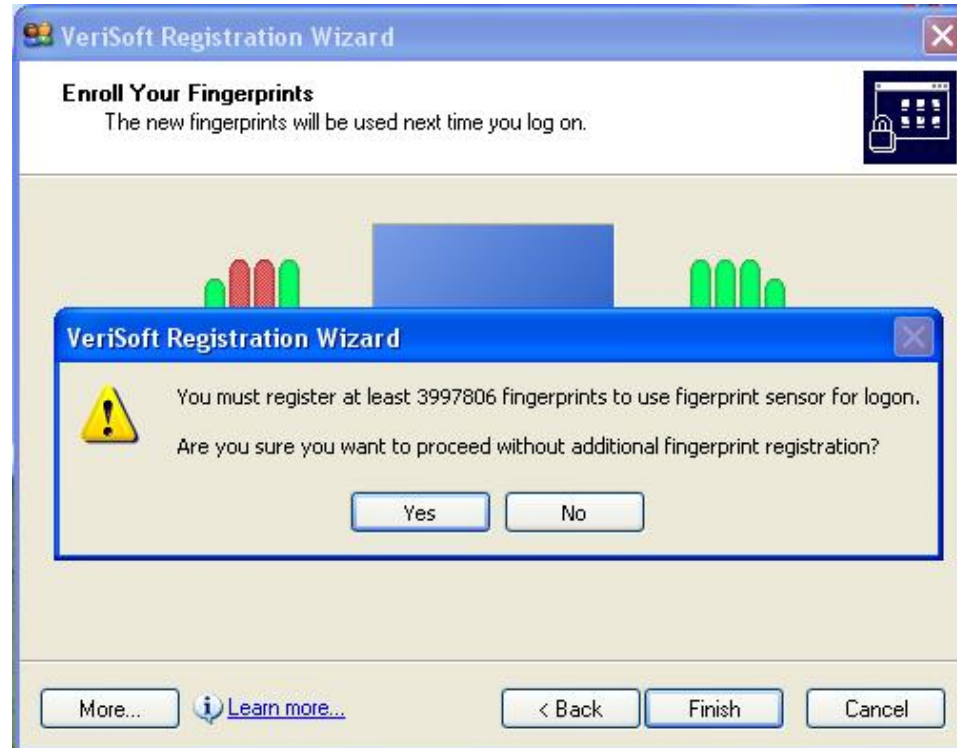 VeriSoft Registration Wizard
Enroll Your Fingerprints
The new fingerprints will be used next time you log on.
VeriSoft Registration Wizard
You must register at least 3997806 fingerprints to use figerprint sensor for logon.
Are you sure you want to proceed without additional fingerprint registration?
Yes No
More... Learn more... < Back Finish Cancel